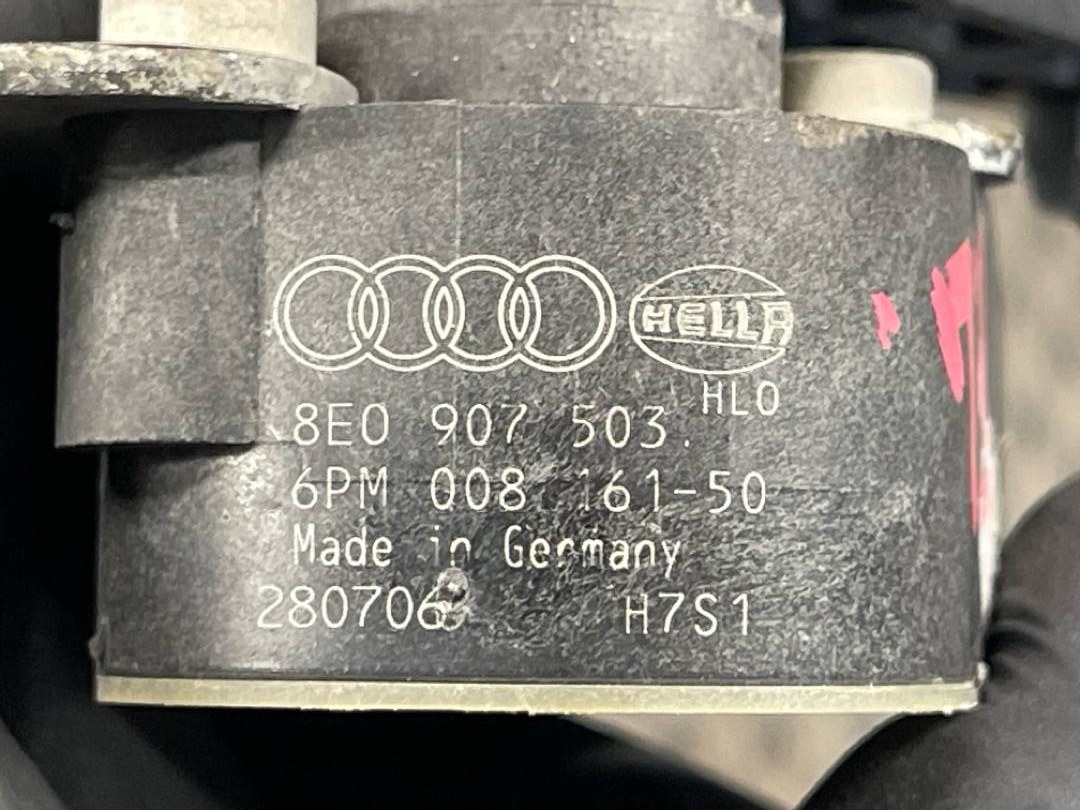 HELLA
HLO
8E0 907 503.
6PM 008 161-50
Made in Germany
280706
H7S1